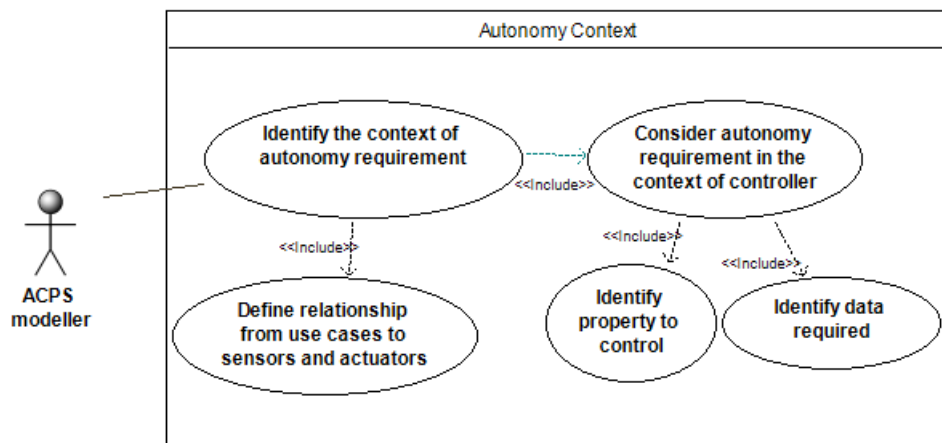 Autonomy Context
Identify the context of
autonomy requirement
Consider autonomy
requirement in the
context of controller
<<Include>>
<<Include>>
<<Include>>
<<Include>>
ACPS
modeller
Define relationship
from use cases to
sensors and actuators
Identify
property to
control
Identify data
required